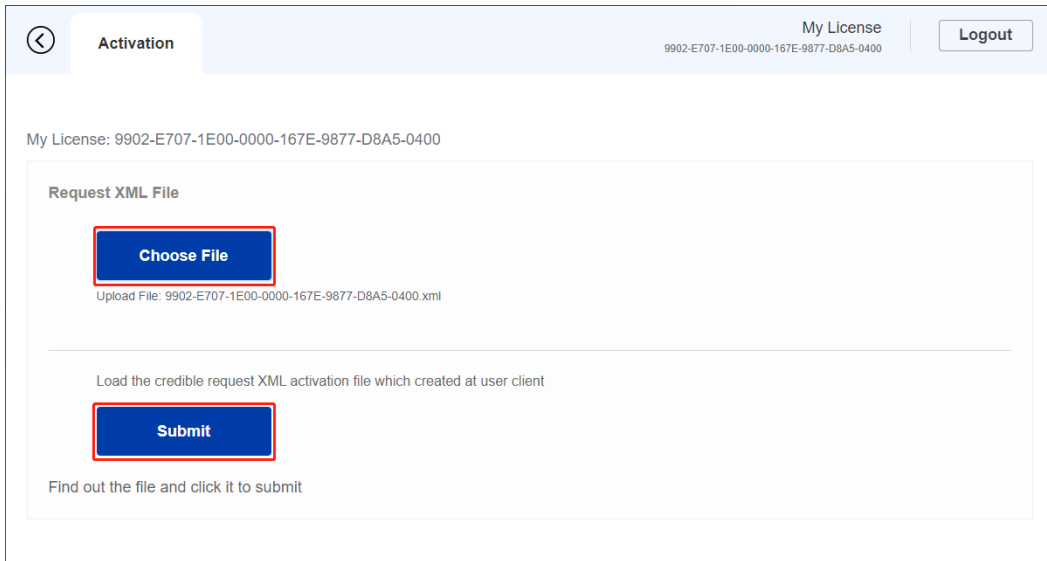 Activation
My License
9902-E707-1E00-0000-167E-9877-D8A5-0400
Logout
My License: 9902-E707-1E00-0000-167E-9877-D8A5-0400
Request XML File
Choose File
Upload File: 9902-E707-1E00-0000-167E-9877-D8A5-0400.xml
Load the credible request XML activation file which created at user client
Submit
Find out the file and click it to submit